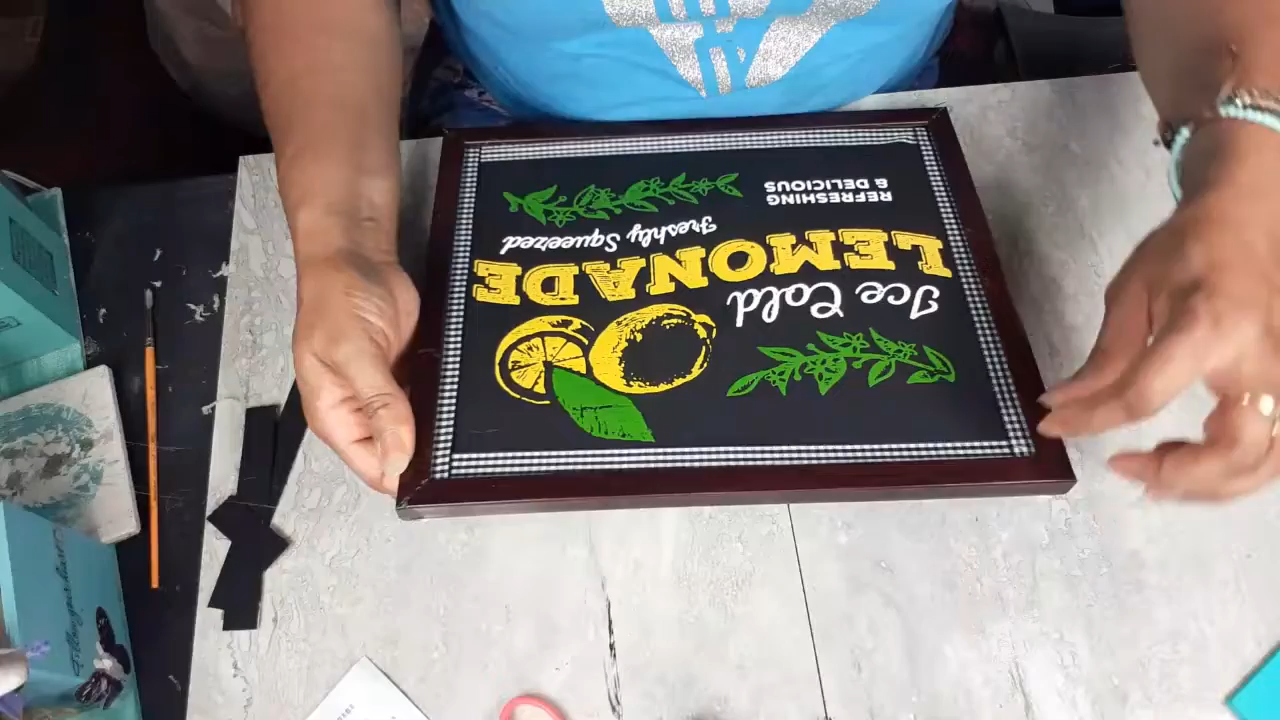 Ice Cold
LEMONADE
Freshly Squeezed
REFRESHING
& DELICIOUS